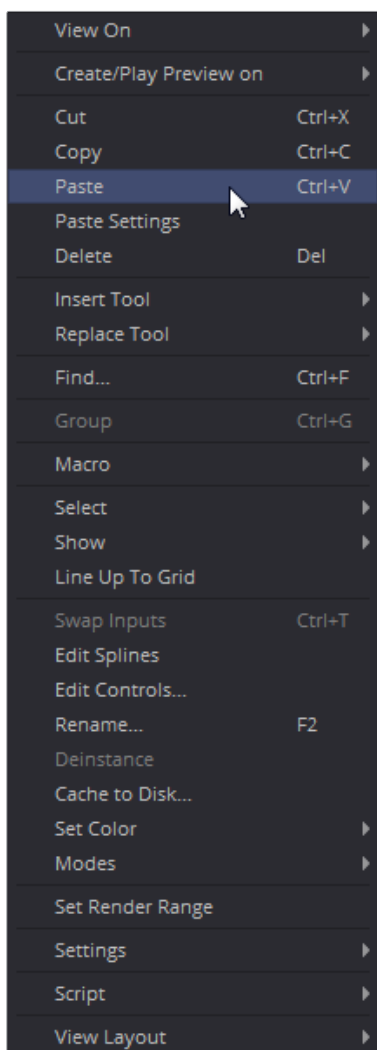 View On
Create/Play Preview on
Cut Ctrl+X
Copy Ctrl+C
Paste Ctrl+V
Paste Settings
Delete Del
Insert Tool
Replace Tool
Find... Ctrl+F
Group Ctrl+G
Macro
Select
Show
Line Up To Grid
Swap Inputs Ctrl+T
Edit Splines
Edit Controls...
Rename... F2
Deinstance
Cache to Disk...
Set Color
Modes
Set Render Range
Settings
Script
View Layout